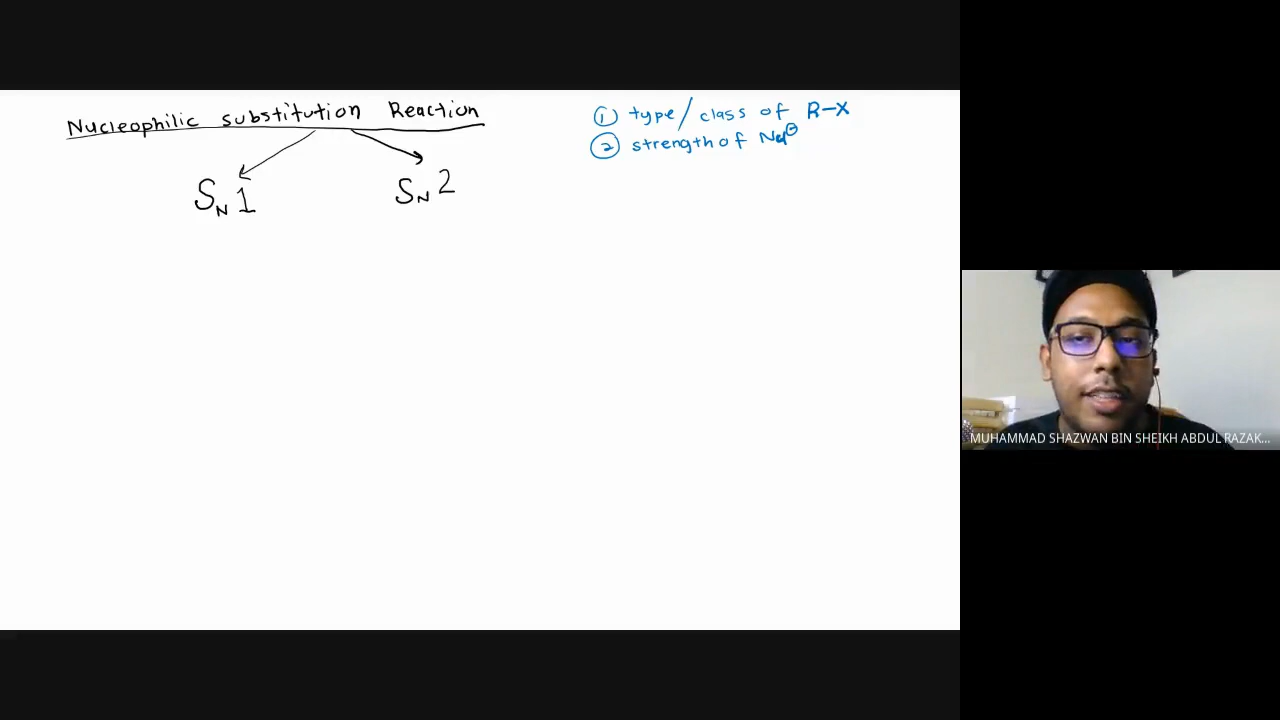 Nucleophilic substitution Reaction
SN1
SN2
① type/class of R-X
② strength of Nu⊖
MUHAMMAD SHAZWAN BIN SHEIKH ABDUL RAZAK...